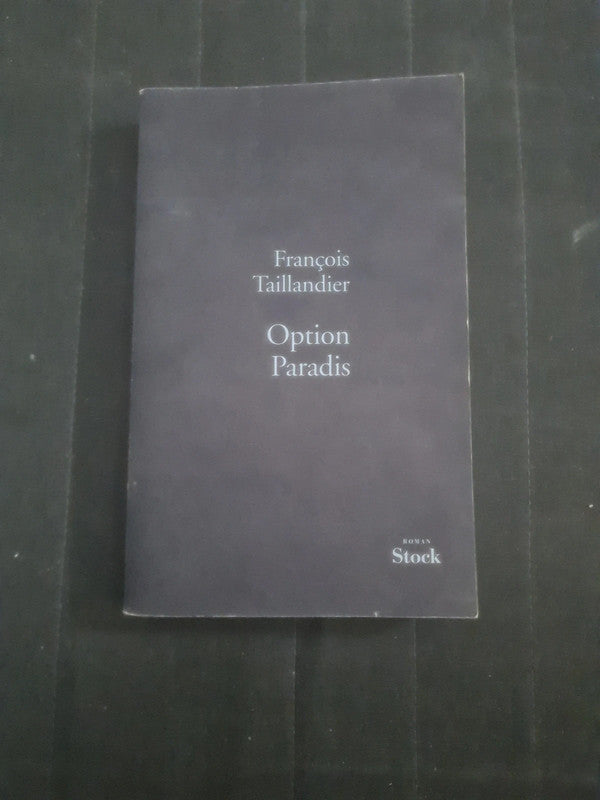 François
Taillandier
Option
Paradis
ROMAN
Stock